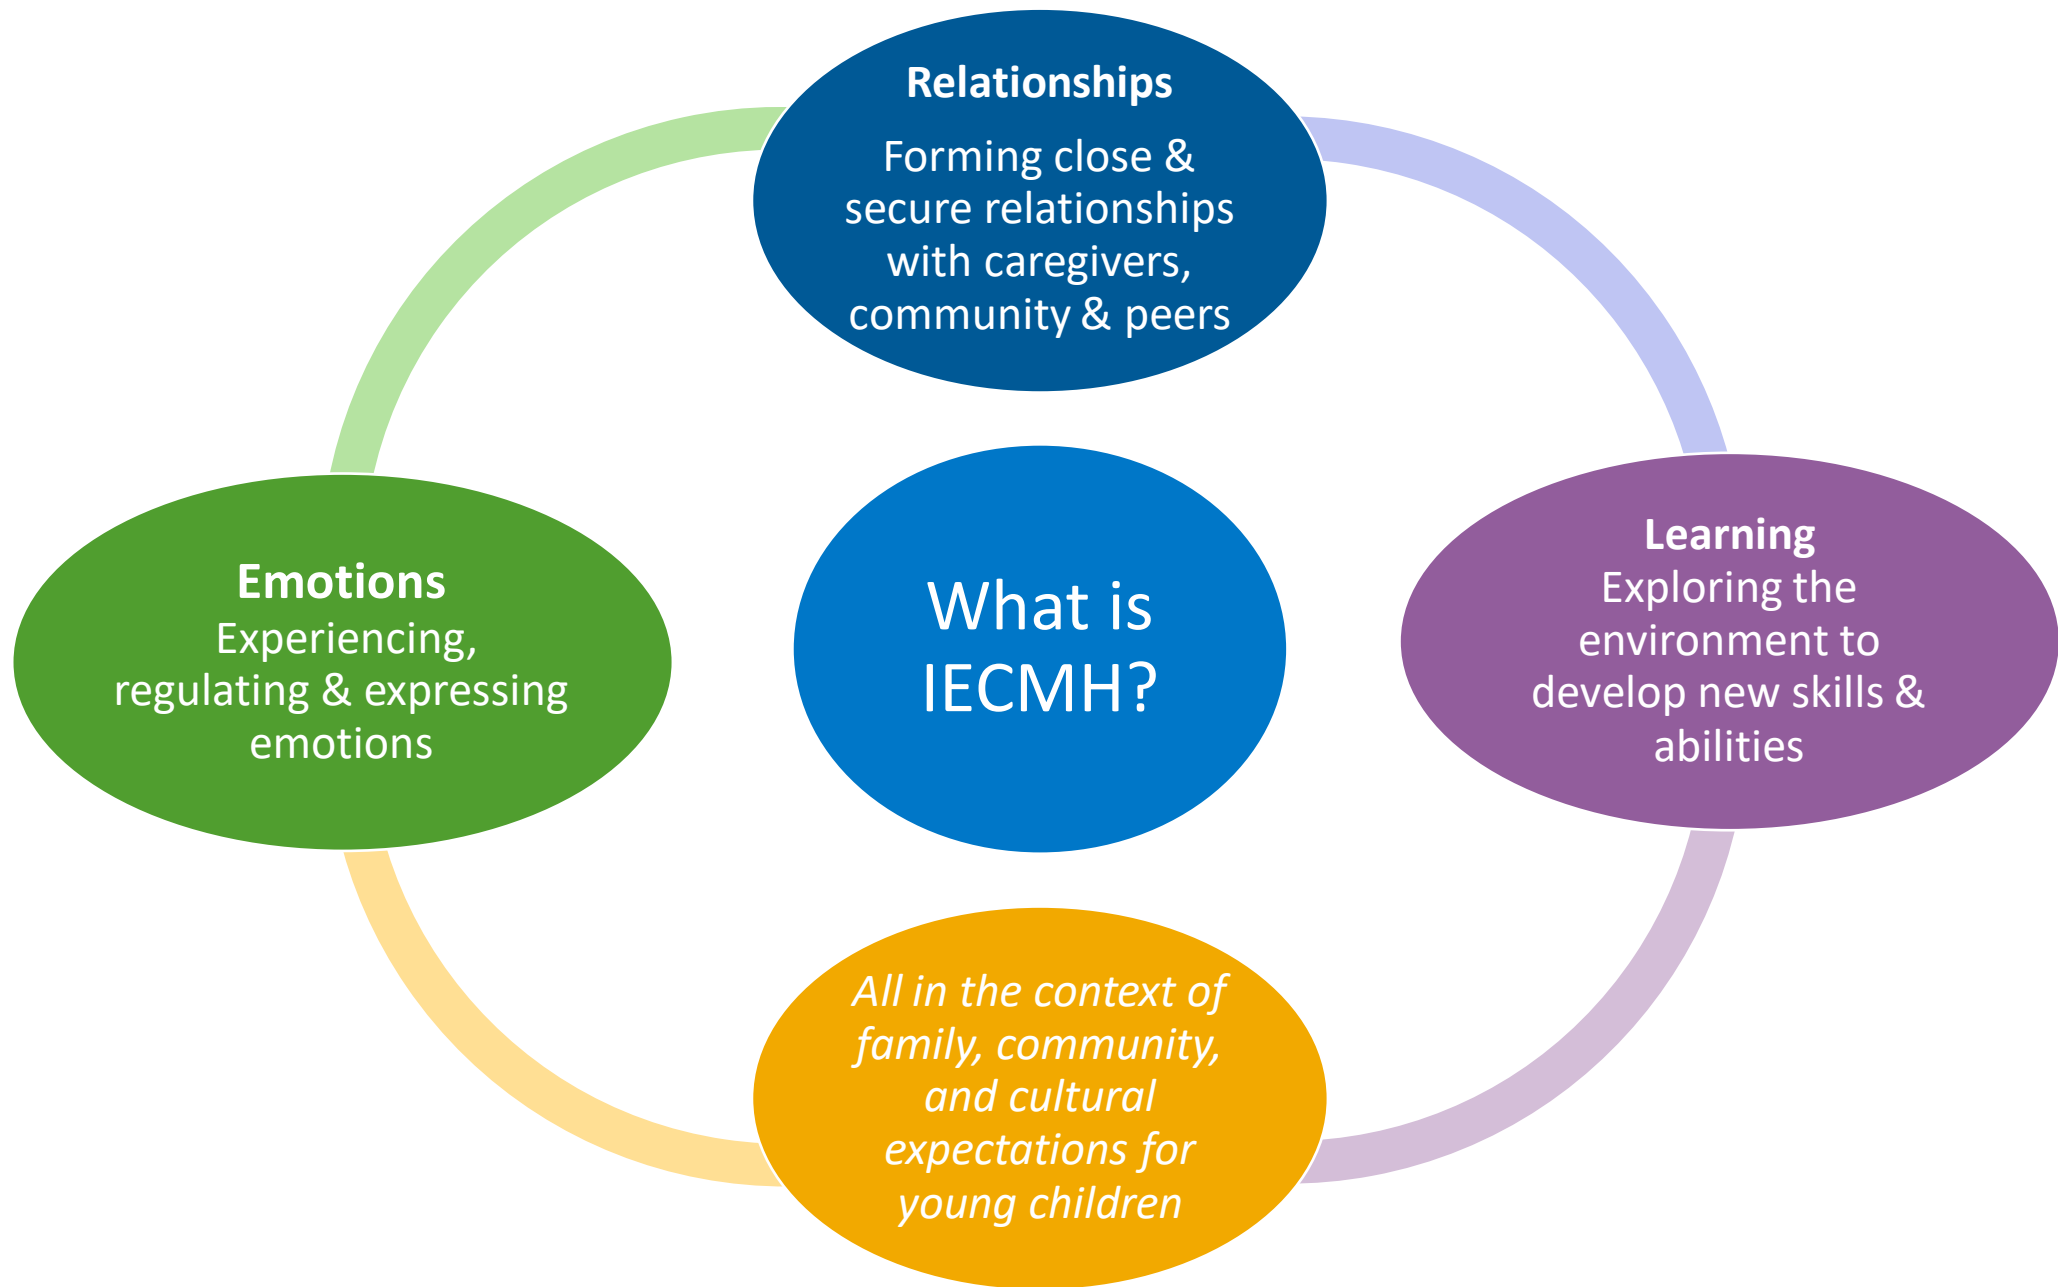 Relationships
Forming close &
secure relationships
with caregivers,
community & peers
Emotions
Experiencing,
regulating & expressing
emotions
What is
IECMH?
Learning
Exploring the
environment to
develop new skills &
abilities
All in the context of
family, community,
and cultural
expectations for
young children